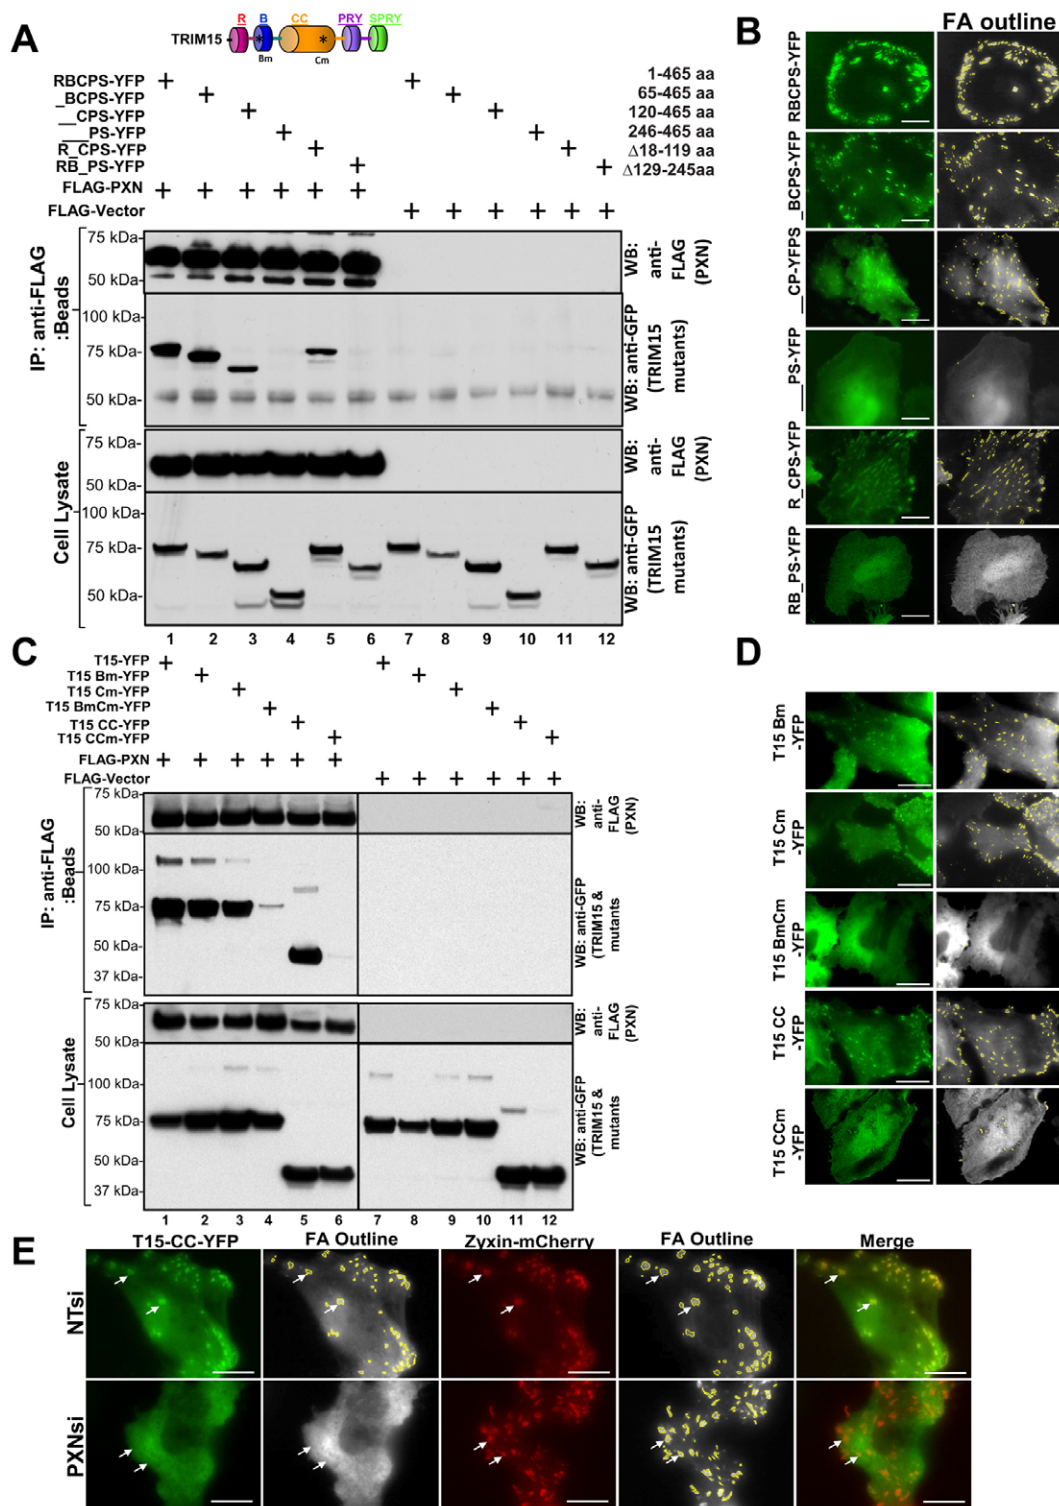 A
R B CC PRY SPRY
TRIM15
* *
Bm Cm
RBCPS-YFP + + 1-465 aa
_BCPS-YFP + + 65-465 aa
__CPS-YFP + + 120-465 aa
___PS-YFP + + 246-465 aa
R_CPS-YFP + + Δ18-119 aa
RB_PS-YFP + + Δ129-245aa
FLAG-PXN + + + + + +
FLAG-Vector + + + + + +
IP: anti-FLAG
:Beads
75 kDa-
50 kDa-
WB:
anti-
FLAG
(PXN)
100 kDa-
75 kDa-
50 kDa-
WB: anti-GFP
(TRIM15
mutants)
Cell Lysate
75 kDa-
50 kDa-
WB:
anti-
FLAG
(PXN)
100 kDa-
75 kDa-
50 kDa-
WB: anti-GFP
(TRIM15
mutants)
1 2 3 4 5 6 7 8 9 10 11 12
B
FA outline
RBCPS-YFP
_BCPS-YFP
__CP-YFPS
___PS-YFP
R_CPS-YFP
RB_PS-YFP
C
T15-YFP + +
T15 Bm-YFP + +
T15 Cm-YFP + +
T15 BmCm-YFP + +
T15 CC-YFP + +
T15 CCm-YFP + +
FLAG-PXN + + + + + +
FLAG-Vector + + + + + +
IP: anti-FLAG
:Beads
75 kDa-
50 kDa-
WB:
anti-
FLAG
(PXN)
100 kDa-
75 kDa-
50 kDa-
37 kDa-
WB: anti-GFP
(TRIM15 &
mutants
Cell Lysate
75 kDa-
50 kDa-
WB:
anti-
FLAG
(PXN)
100 kDa-
75 kDa-
50 kDa-
37 kDa-
WB: anti-GFP
(TRIM15 &
mutants
1 2 3 4 5 6 7 8 9 10 11 12
D
T15 Bm
-YFP
T15 Cm
-YFP
T15 BmCm
-YFP
T15 CC
-YFP
T15 CCm
-YFP
E
T15-CC-YFP FA Outline Zyxin-mCherry FA Outline Merge
NTsi
PXNsi